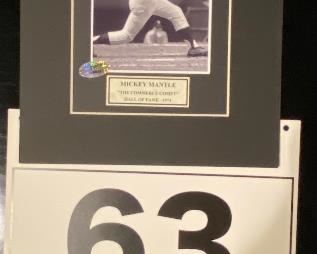 MICKEY MANTLE
"THE COMMERCE COMET"
HALL OF FAME - 1974
63